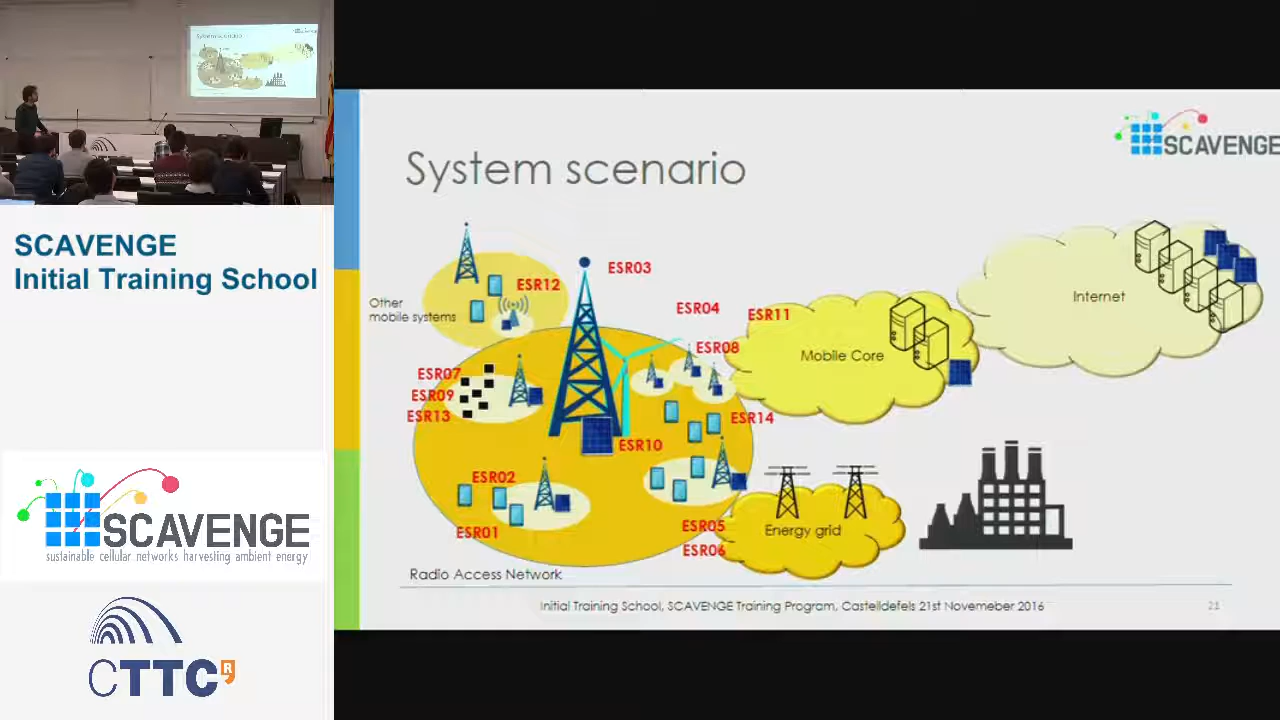 System scenario
SCAVENGE
Initial Training School
SCAVENGE
sustainable cellular networks harvesting ambient energy
CTTC
R
SCAVENGE
System scenario
ESR03
ESR12
Other
mobile systems
ESR04
ESR11
Internet
ESR08
Mobile Core
ESR07
ESR09
ESR13
ESR14
ESR10
ESR02
ESR01
ESR05
ESR06
Energy grid
Radio Access Network
Initial Training School, SCAVENGE Training Program, Castelldefels 21st Novemeber 2016
21